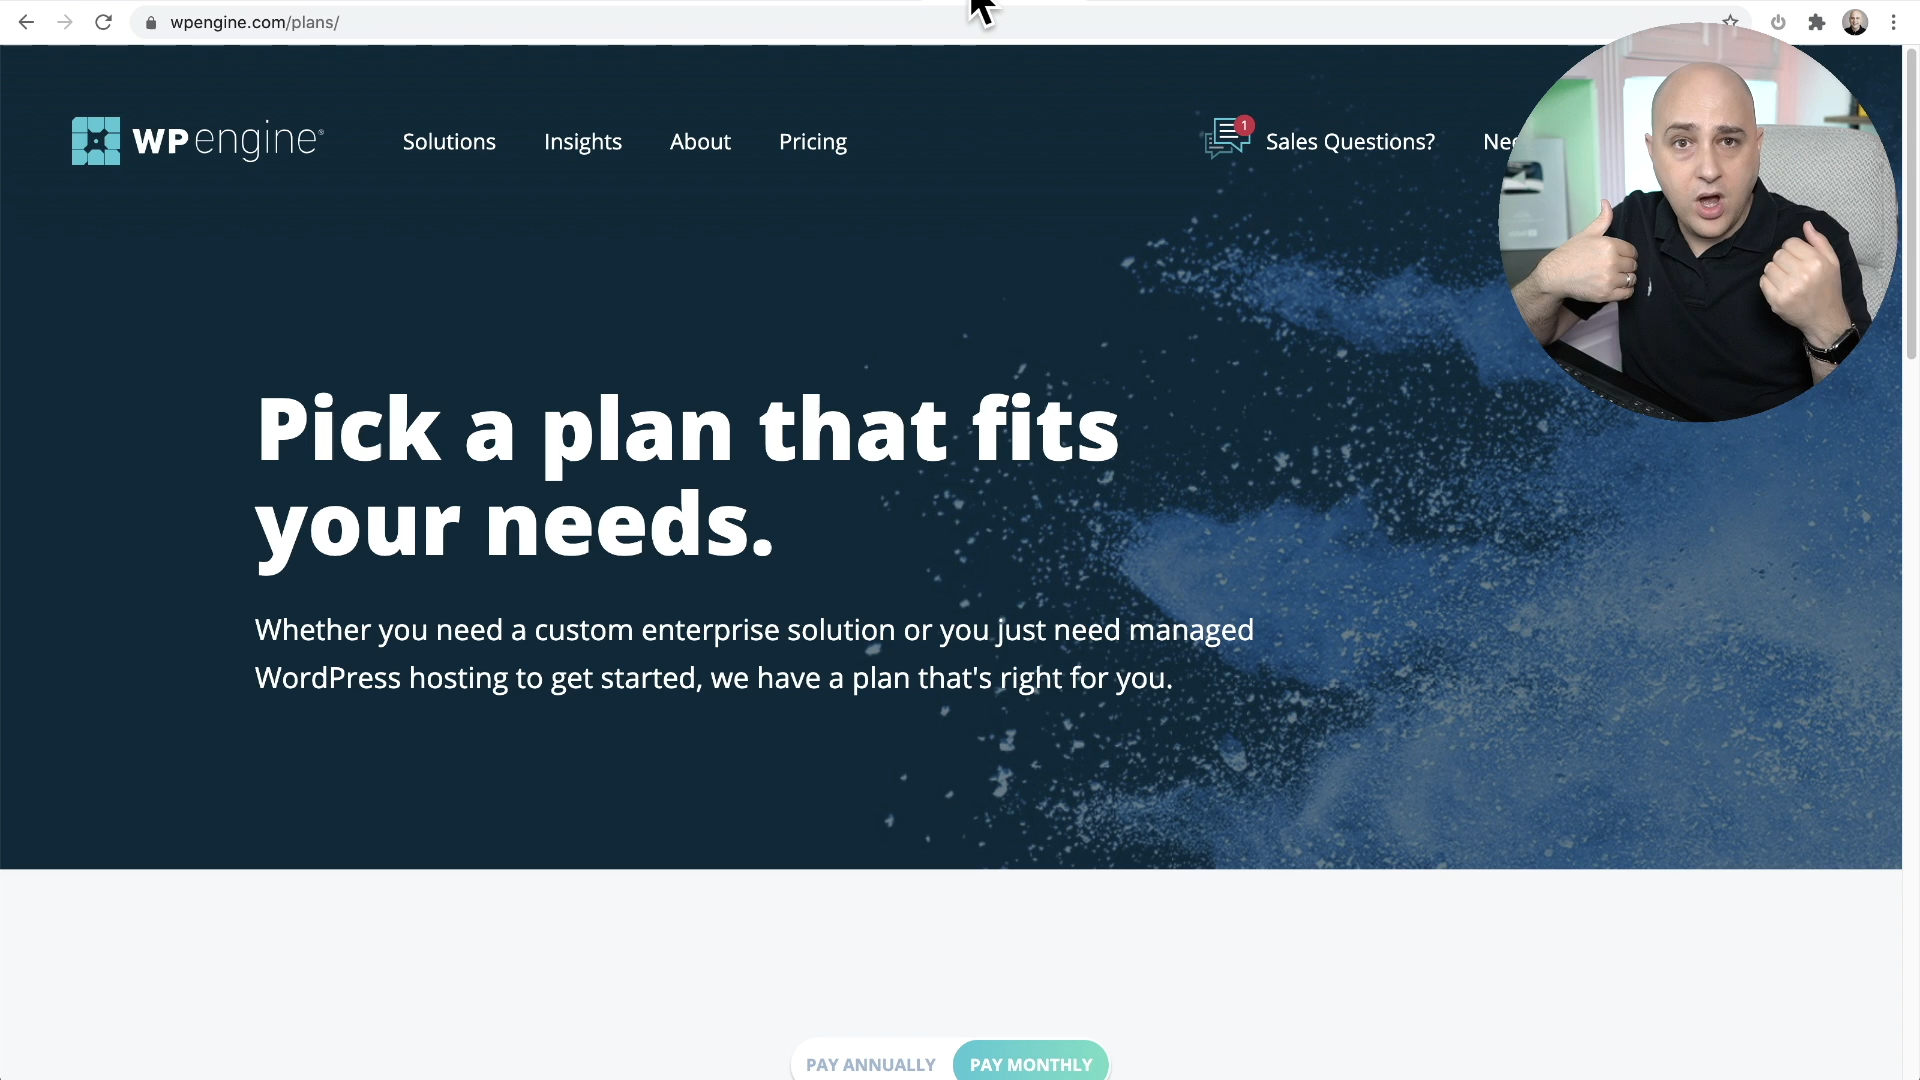 wpengine.com/plans/
WP engine®
Solutions
Insights
About
Pricing
1
Sales Questions?
Pick a plan that fits
your needs.
Whether you need a custom enterprise solution or you just need managed
WordPress hosting to get started, we have a plan that's right for you.
PAY ANNUALLY
PAY MONTHLY